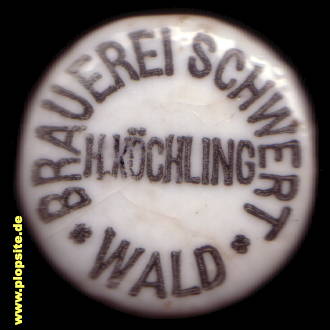 BRAUEREI SCHWERT
H. KÖCHLING
* WALD *
www.plopsite.de